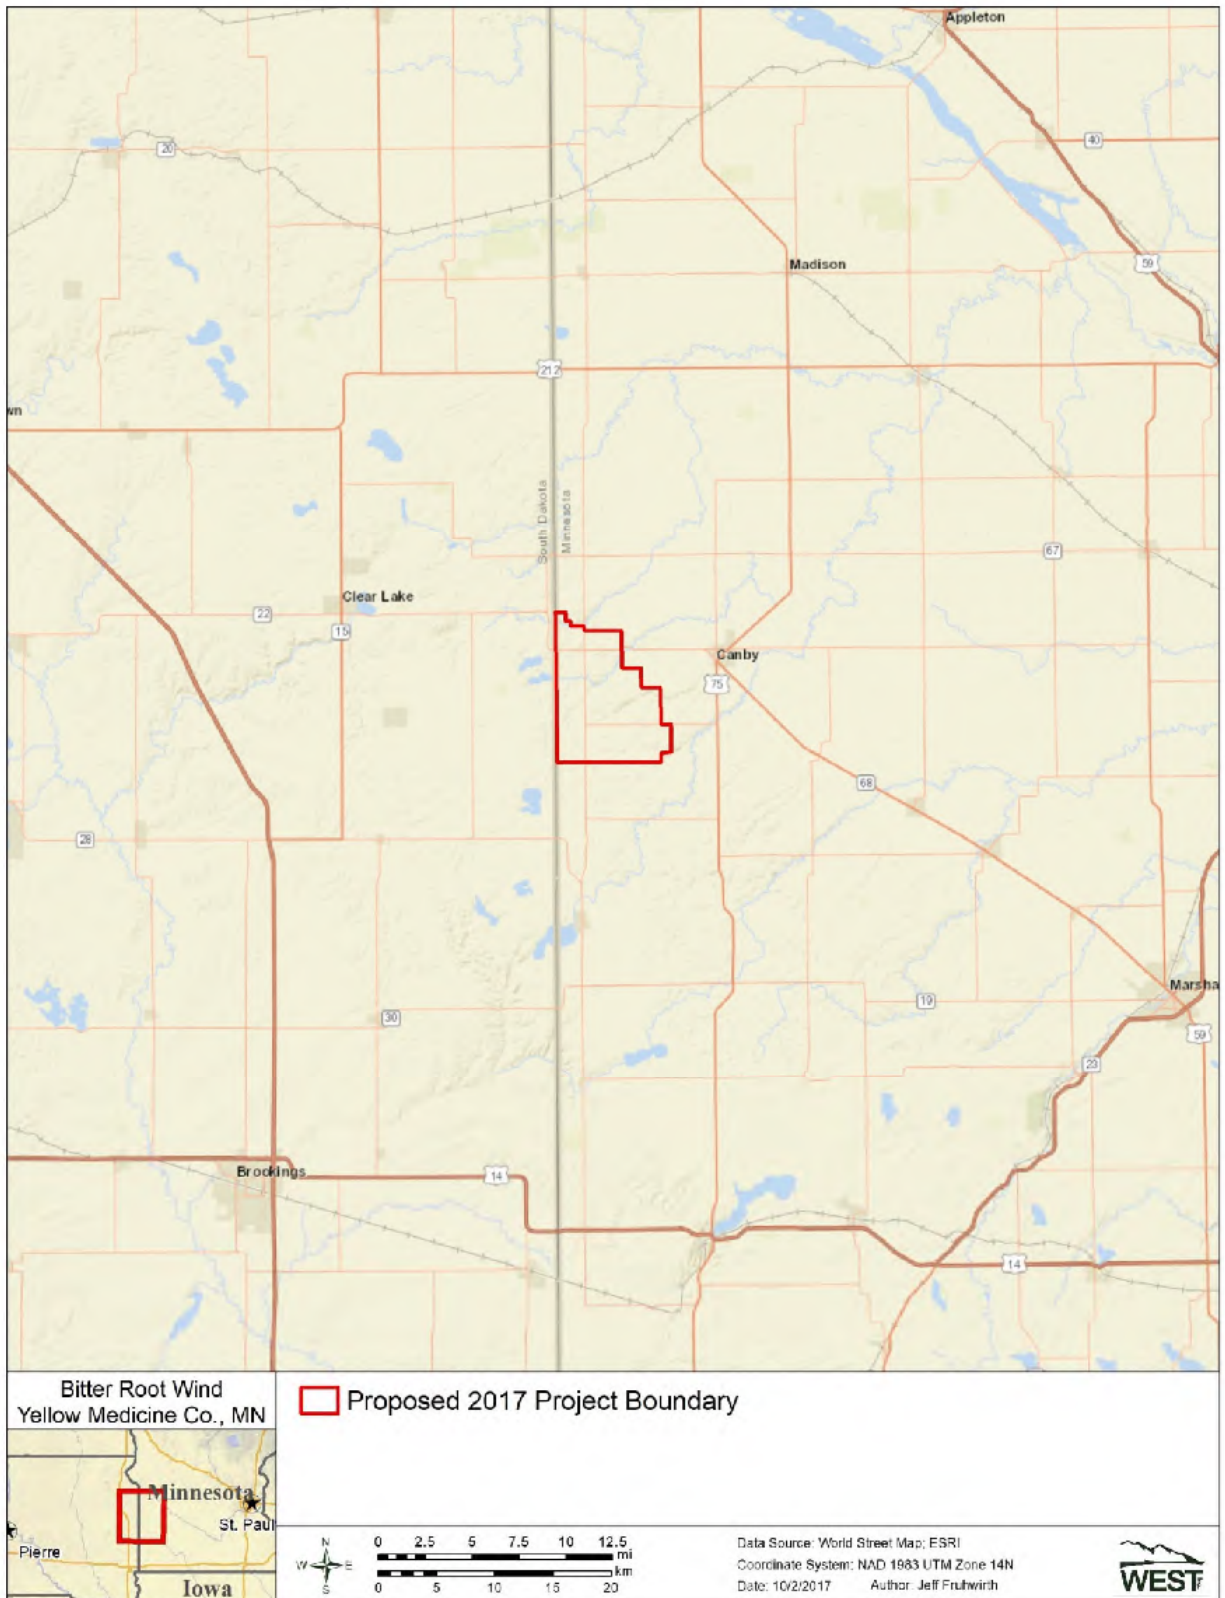 Appleton
20
40
Madison
59
212
wn
South Dakota
Minnesota
67
Clear Lake
22
15
Canby
75
68
28
Marsha
30
19
59
23
Brookings
14
14
Bitter Root Wind
Yellow Medicine Co., MN
Proposed 2017 Project Boundary
Minnesota
St. Paul
Pierre
Iowa
N
W E
S
0 2.5 5 7.5 10 12.5
mi
km
0 5 10 15 20
Data Source: World Street Map; ESRI
Coordinate System: NAD 1983 UTM Zone 14N
Date: 10/2/2017 Author: Jeff Fruhwirth
WEST